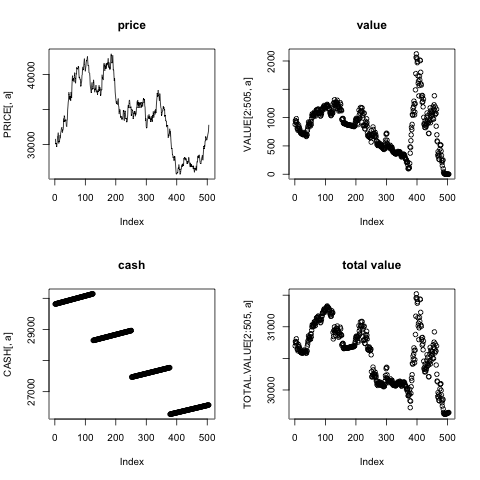 price
PRICE[, a]
30000 40000
0 100 200 300 400 500
Index
value
VALUE[2:505, a]
0 500 1000 2000
0 100 200 300 400 500
Index
cash
CASH[, a]
27000 29000
0 100 200 300 400 500
Index
total value
TOTAL.VALUE[2:505, a]
30000 31000
0 100 200 300 400 500
Index